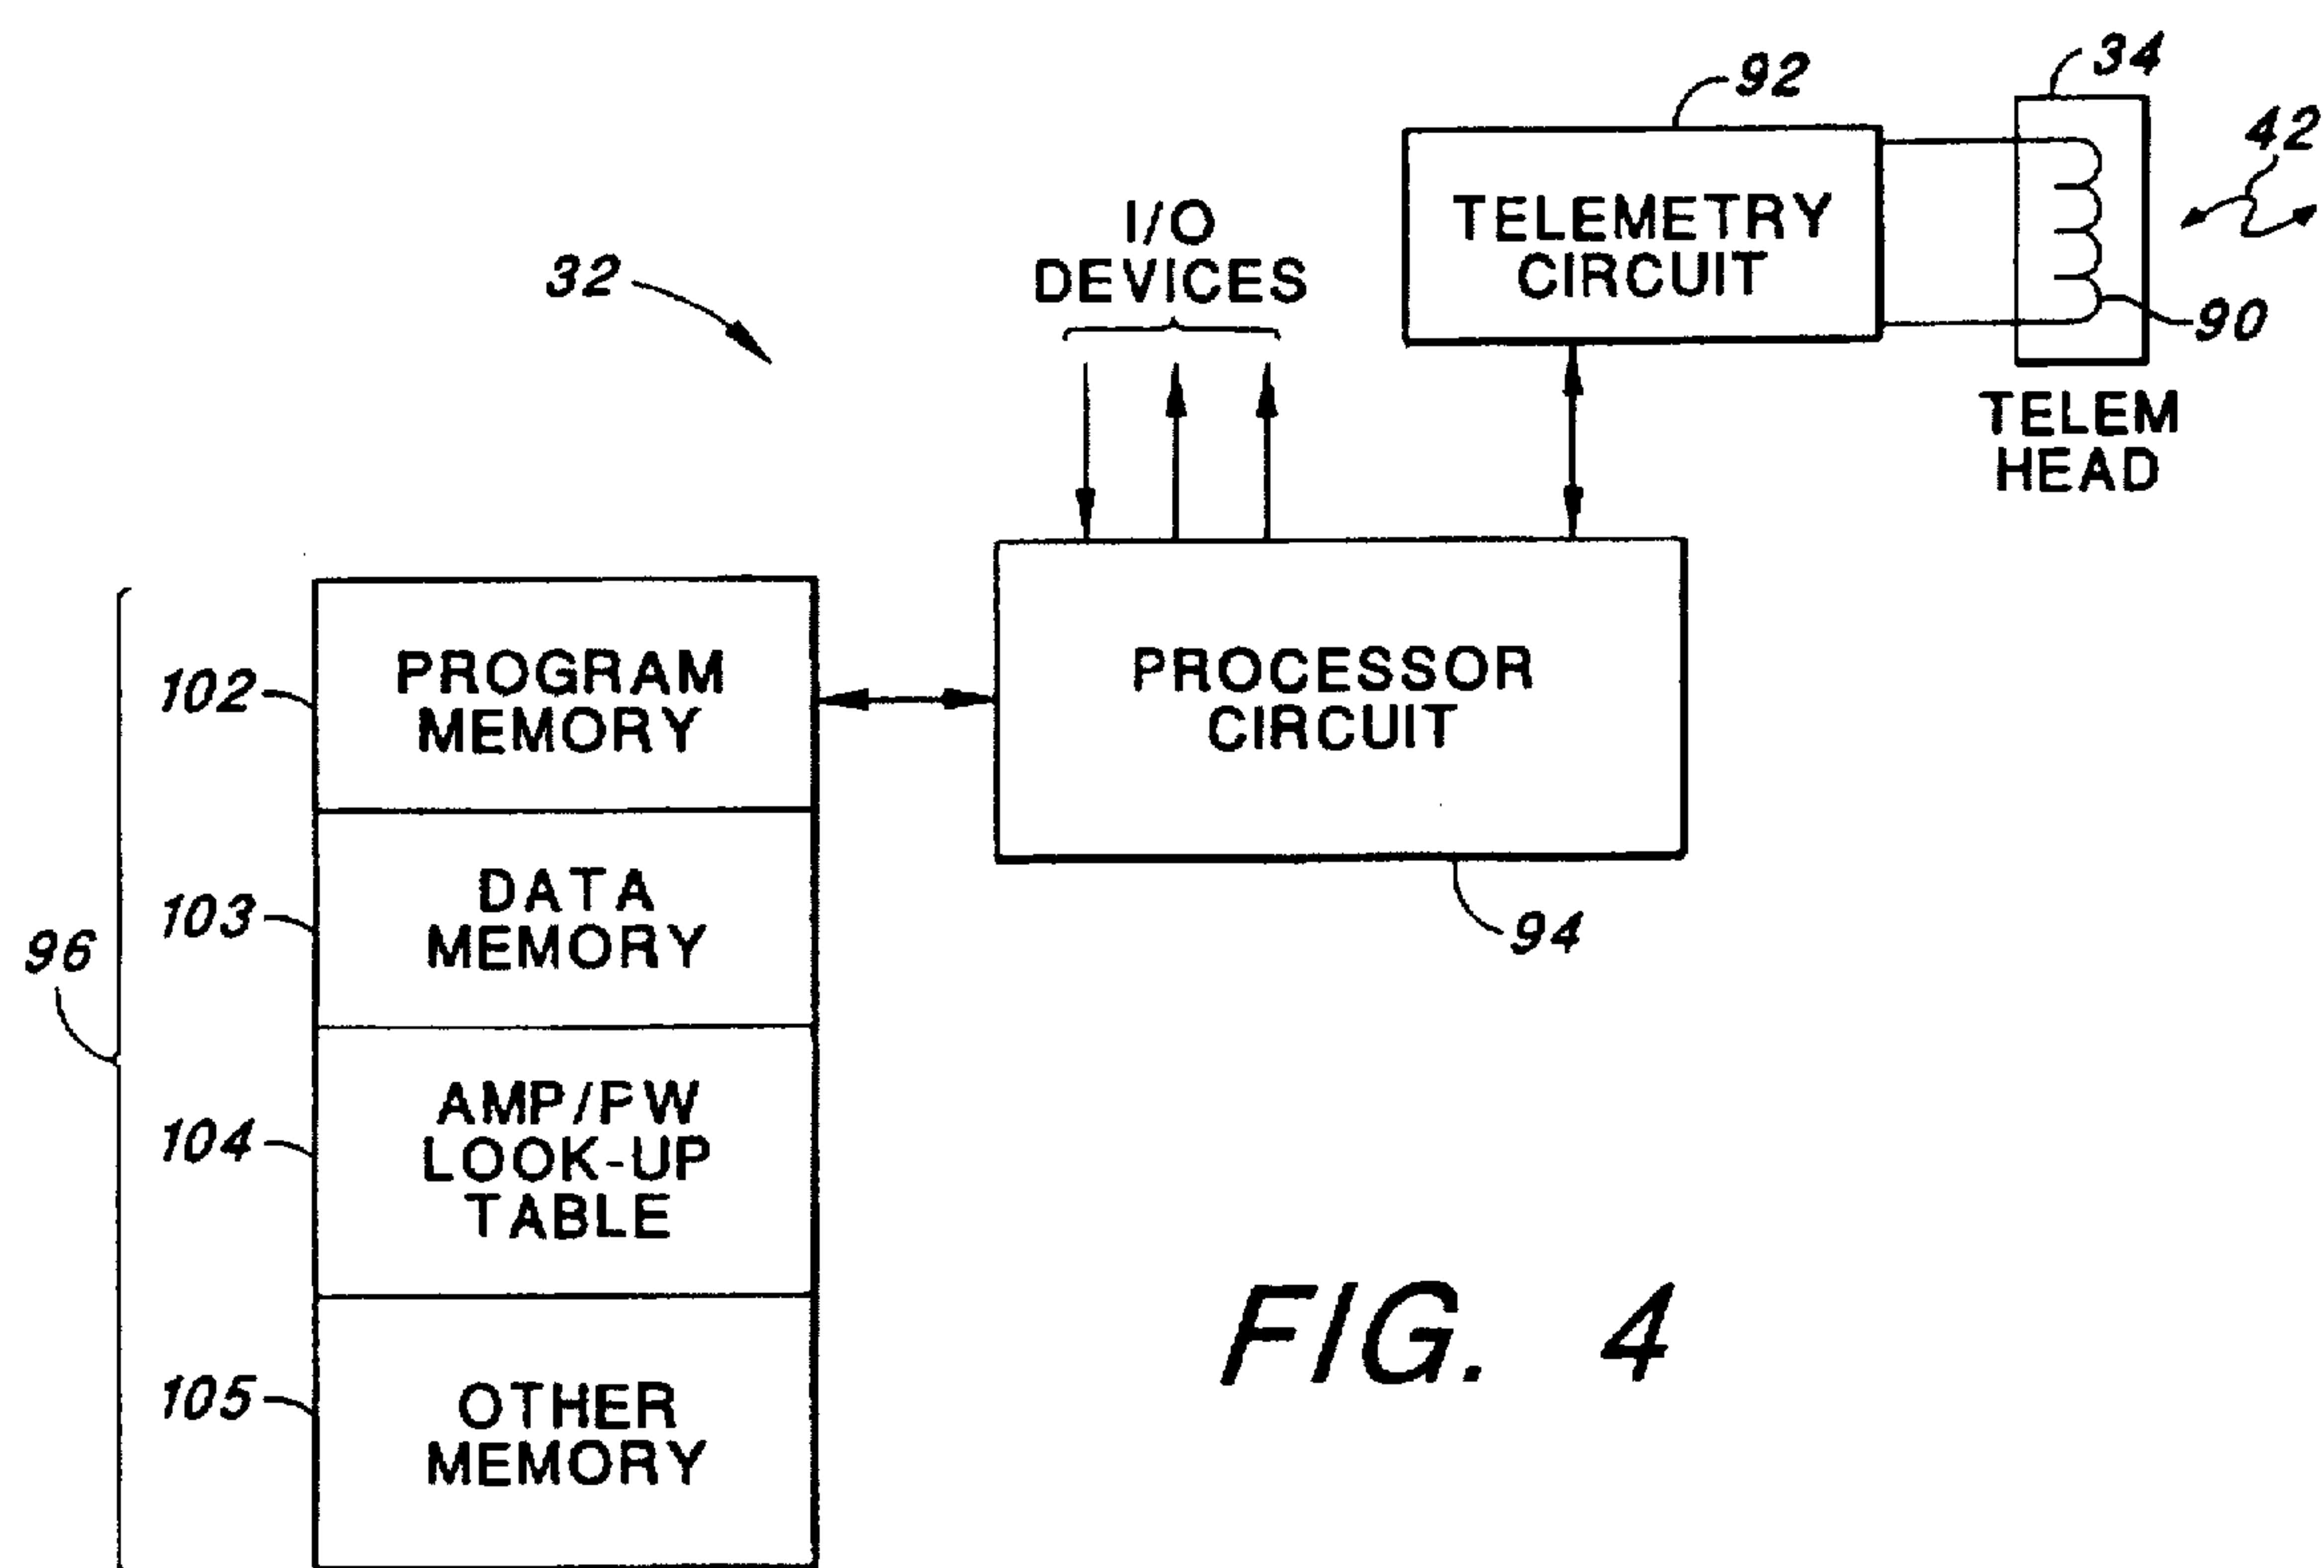 34
92
42
I/O
DEVICES
TELEMETRY
CIRCUIT
32
90
TELEM
HEAD
PROGRAM
MEMORY
102
PROCESSOR
CIRCUIT
DATA
MEMORY
103
94
96
AMP/PW
LOOK-UP
TABLE
104
FIG. 4
105
OTHER
MEMORY